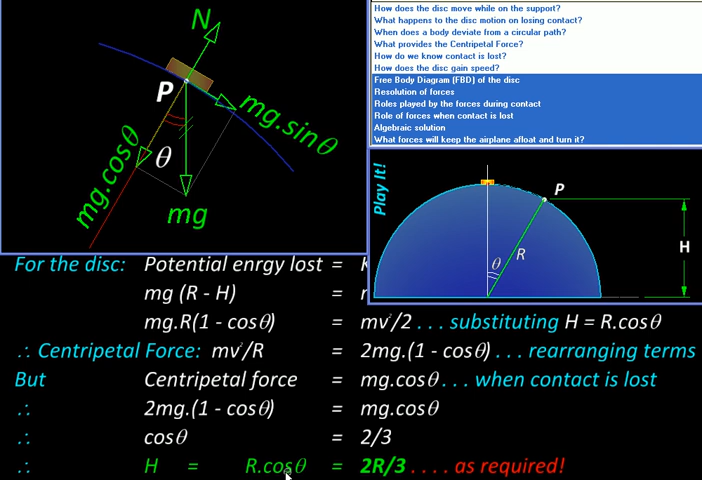 N
P
mg.sinθ
mg.cosθ
θ
mg
How does the disc move while on the support?
What happens to the disc motion on losing contact?
When does a body deviate from a circular path?
What provides the Centripetal Force?
How do we know contact is lost?
How does the disc gain speed?
Free Body Diagram (FBD) of the disc
Resolution of forces
Roles played by the forces during contact
Role of forces when contact is lost
Algebraic solution
What forces will keep the airplane afloat and turn it?
Play It!
P
H
θ
R
For the disc: Potential enrgy lost =
mg (R - H) =
mg.R(1 - cosθ) = mv²/2 . . . substituting H = R.cosθ
∴ Centripetal Force: mv²/R = 2mg.(1 - cosθ) . . . rearranging terms
But Centripetal force = mg.cosθ . . . when contact is lost
∴ 2mg.(1 - cosθ) = mg.cosθ
∴ cosθ = 2/3
∴ H = R.cosθ = 2R/3 . . . . as required!